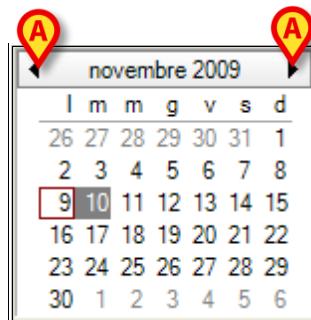 A A
novembre 2009
l m m g v s d
26 27 28 29 30 31 1
2 3 4 5 6 7 8
9 10 11 12 13 14 15
16 17 18 19 20 21 22
23 24 25 26 27 28 29
30 1 2 3 4 5 6